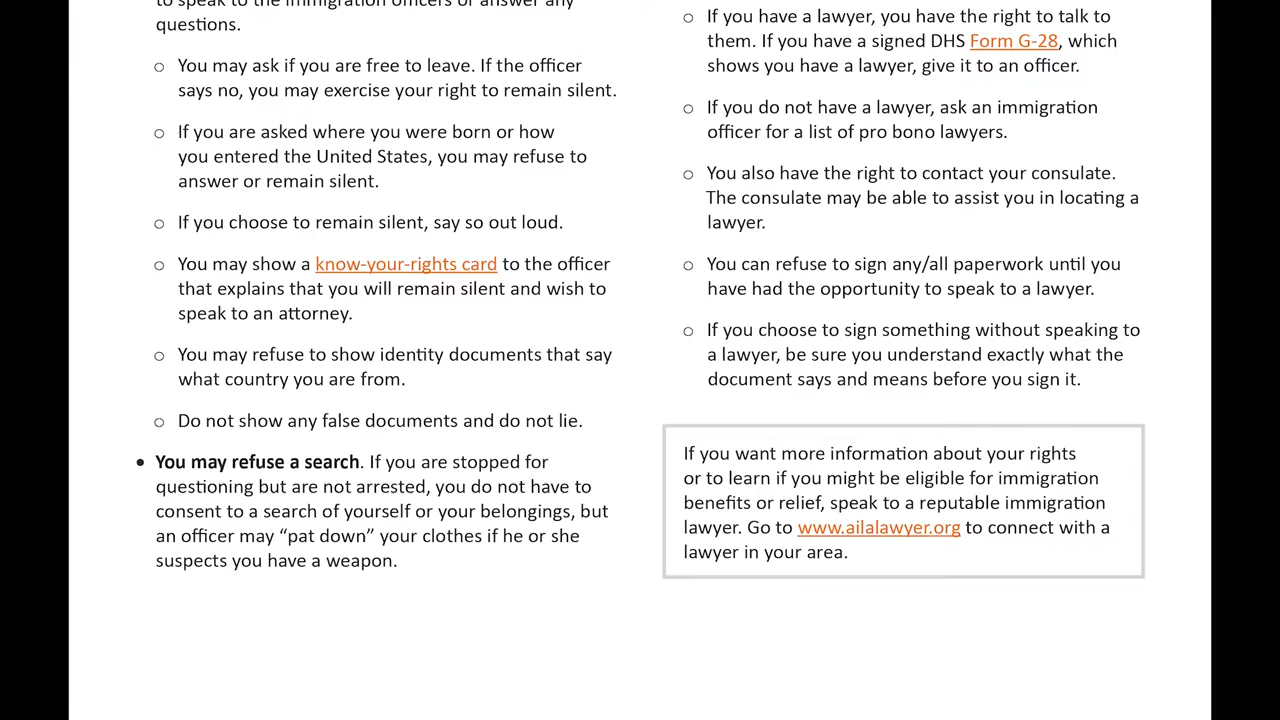 to speak to the immigration officers or answer any
questions.
○ You may ask if you are free to leave. If the officer
says no, you may exercise your right to remain silent.
○ If you are asked where you were born or how
you entered the United States, you may refuse to
answer or remain silent.
○ If you choose to remain silent, say so out loud.
○ You may show a know-your-rights card to the officer
that explains that you will remain silent and wish to
speak to an attorney.
○ You may refuse to show identity documents that say
what country you are from.
○ Do not show any false documents and do not lie.
• You may refuse a search. If you are stopped for
questioning but are not arrested, you do not have to
consent to a search of yourself or your belongings, but
an officer may “pat down” your clothes if he or she
suspects you have a weapon.
○ If you have a lawyer, you have the right to talk to
them. If you have a signed DHS Form G-28, which
shows you have a lawyer, give it to an officer.
○ If you do not have a lawyer, ask an immigration
officer for a list of pro bono lawyers.
○ You also have the right to contact your consulate.
The consulate may be able to assist you in locating a
lawyer.
○ You can refuse to sign any/all paperwork until you
have had the opportunity to speak to a lawyer.
○ If you choose to sign something without speaking to
a lawyer, be sure you understand exactly what the
document says and means before you sign it.
If you want more information about your rights
or to learn if you might be eligible for immigration
benefits or relief, speak to a reputable immigration
lawyer. Go to www.ailalawyer.org to connect with a
lawyer in your area.